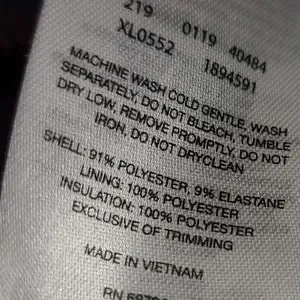 219 0119 40484
XL0552 1894591
MACHINE WASH COLD GENTLE, WASH
SEPARATELY, DO NOT BLEACH, TUMBLE
DRY LOW, REMOVE PROMPTLY, DO NOT
IRON, DO NOT DRYCLEAN
SHELL: 91% POLYESTER, 9% ELASTANE
LINING: 100% POLYESTER
INSULATION: 100% POLYESTER
EXCLUSIVE OF TRIMMING
MADE IN VIETNAM
RN